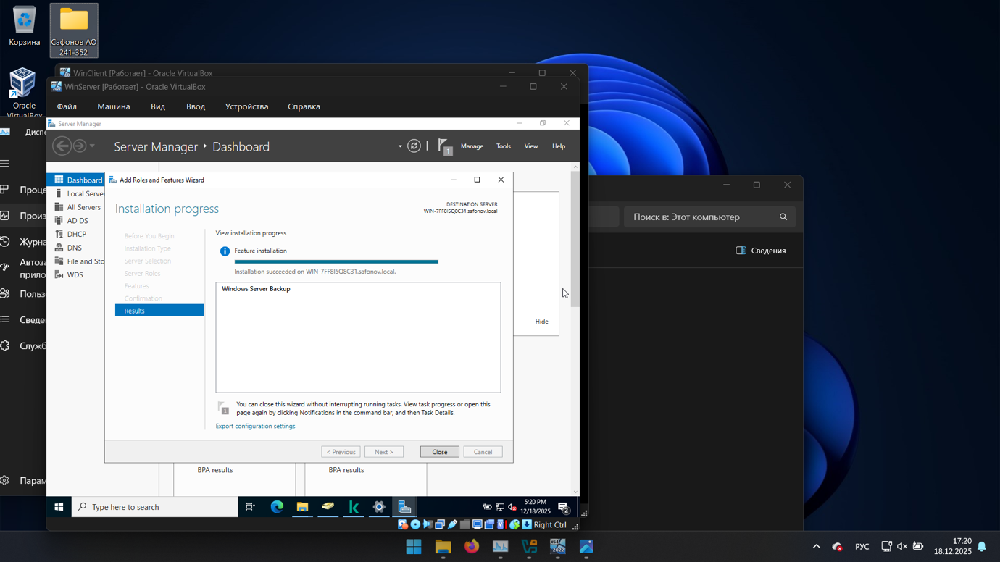 Корзина
Сафонов АО
241-352
Oracle
VirtualBox
WinClient [Работает] - Oracle VirtualBox
WinServer [Работает] - Oracle VirtualBox
Файл
Машина
Вид
Ввод
Устройства
Справка
Диспе
Проце
Произ
Журна
Автоза
прило
Польз
Сведе
Служб
Парам
Server Manager
Server Manager
Dashboard
1
Manage
Tools
View
Help
Dashboard
Local Server
All Servers
AD DS
DHCP
DNS
File and Sto
WDS
Add Roles and Features Wizard
Installation progress
DESTINATION SERVER
WIN-7FF8I5Q8C31.safonov.local
Before You Begin
Installation Type
Server Selection
Server Roles
Features
Confirmation
Results
View installation progress
Feature installation
Installation succeeded on WIN-7FF8I5Q8C31.safonov.local.
Windows Server Backup
You can close this wizard without interrupting running tasks. View task progress or open this
page again by clicking Notifications in the command bar, and then Task Details.
1
Export configuration settings
< Previous
Next >
Close
Cancel
Hide
BPA results
BPA results
Type here to search
5:20 PM
12/18/2025
2
Right Ctrl
Поиск в: Этот компьютер
Сведения
x64
2022
РУС
17:20
18.12.2025